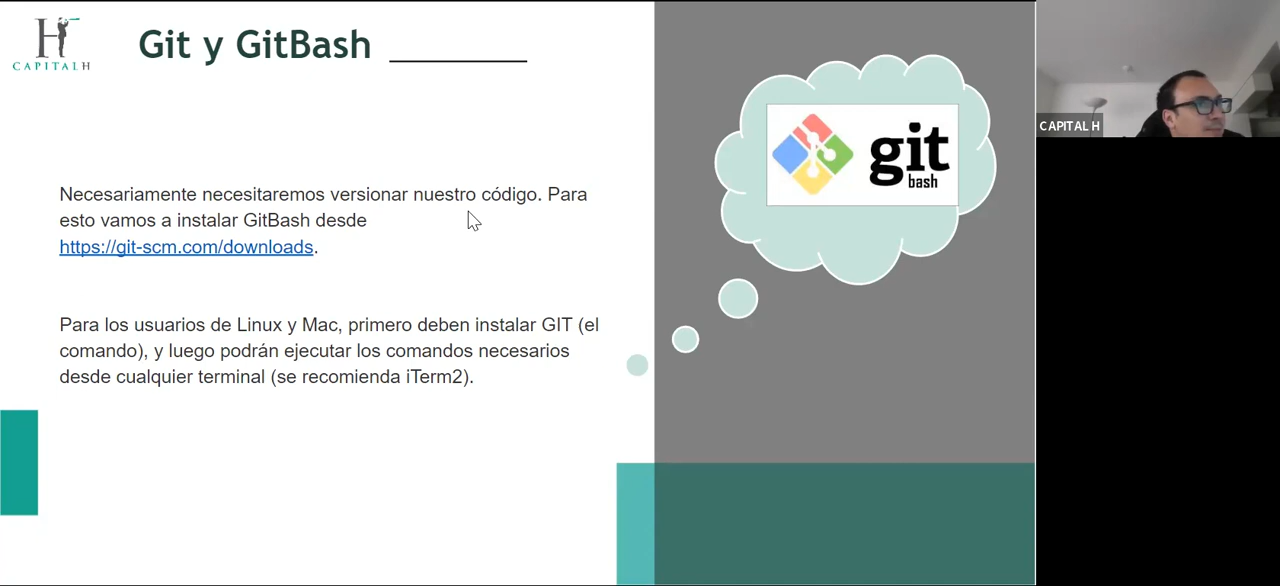 H
CAPITALH
Git y GitBash
Necesariamente necesitaremos versionar nuestro código. Para
esto vamos a instalar GitBash desde
https://git-scm.com/downloads.
Para los usuarios de Linux y Mac, primero deben instalar GIT (el
comando), y luego podrán ejecutar los comandos necesarios
desde cualquier terminal (se recomienda iTerm2).
git
bash
CAPITAL H